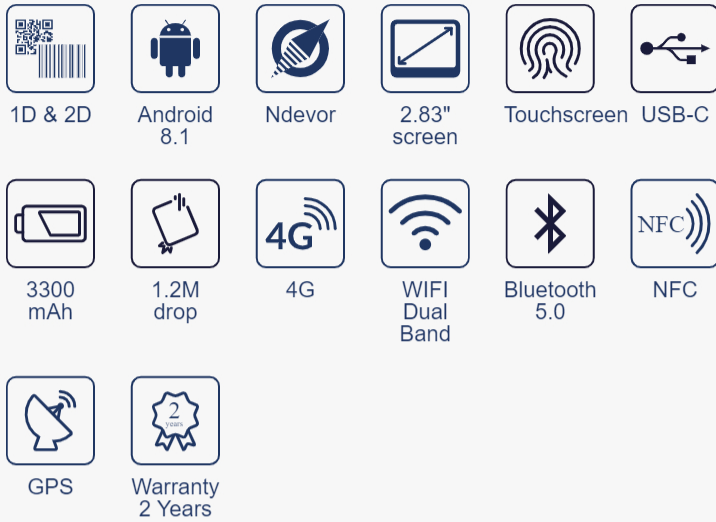 1D & 2D
Android
8.1
Ndevor
2.83"
screen
Touchscreen
USB-C
3300
mAh
1.2M
drop
4G
4G
WIFI
Dual
Band
Bluetooth
5.0
NFC
NFC
GPS
2
years
Warranty
2 Years